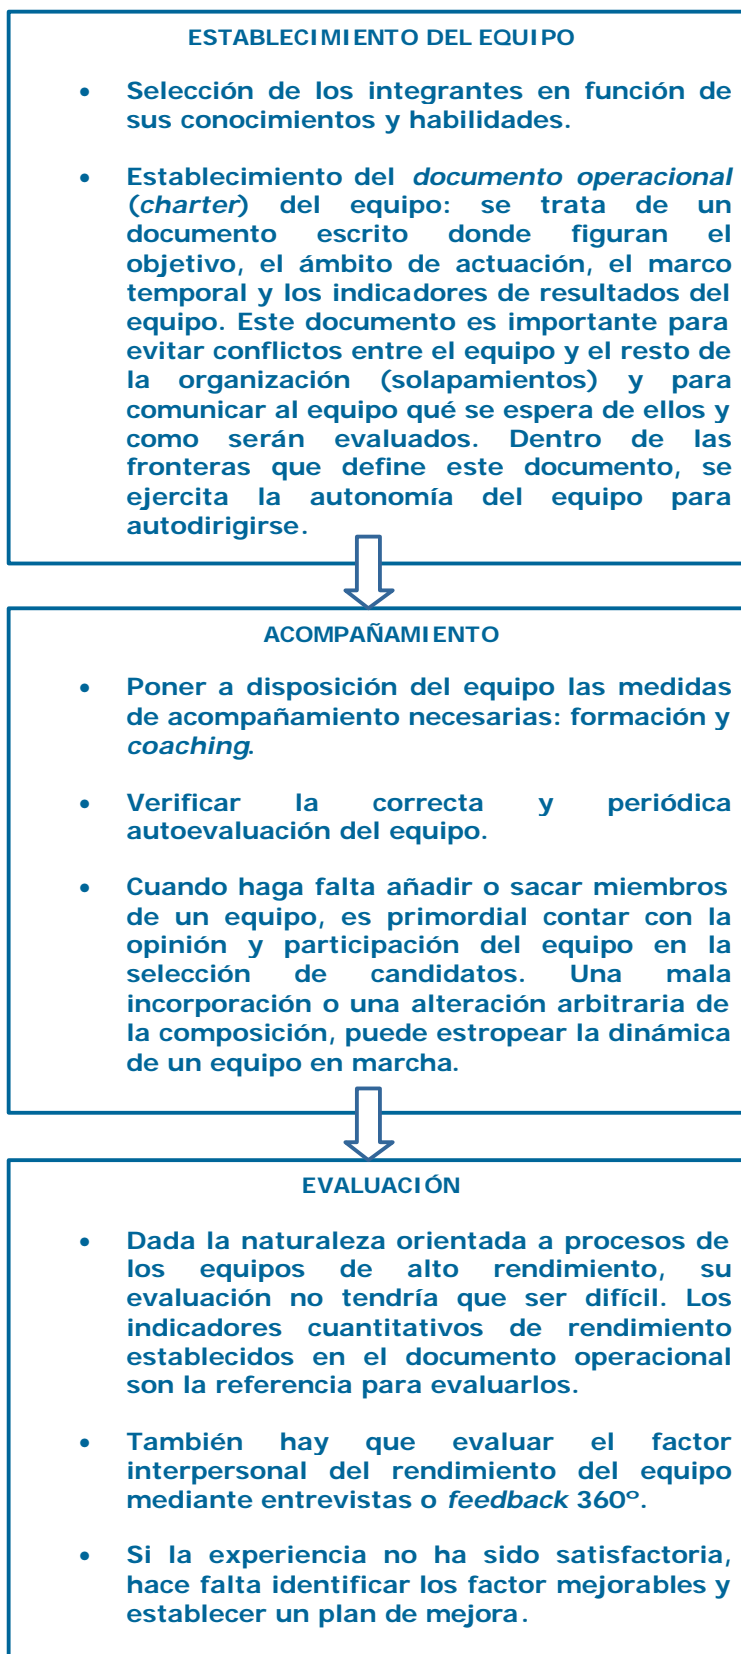 ESTABLECIMIENTO DEL EQUIPO
• Selección de los integrantes en función de
sus conocimientos y habilidades.
• Establecimiento del documento operacional
(charter) del equipo: se trata de un
documento escrito donde figuran el
objetivo, el ámbito de actuación, el marco
temporal y los indicadores de resultados del
equipo. Este documento es importante para
evitar conflictos entre el equipo y el resto de
la organización (solapamientos) y para
comunicar al equipo qué se espera de ellos y
como serán evaluados. Dentro de las
fronteras que define este documento, se
ejercita la autonomía del equipo para
autodirigirse.
ACOMPAÑAMIENTO
• Poner a disposición del equipo las medidas
de acompañamiento necesarias: formación y
coaching.
• Verificar la correcta y periódica
autoevaluación del equipo.
• Cuando haga falta añadir o sacar miembros
de un equipo, es primordial contar con la
opinión y participación del equipo en la
selección de candidatos. Una mala
incorporación o una alteración arbitraria de
la composición, puede estropear la dinámica
de un equipo en marcha.
EVALUACIÓN
• Dada la naturaleza orientada a procesos de
los equipos de alto rendimiento, su
evaluación no tendría que ser difícil. Los
indicadores cuantitativos de rendimiento
establecidos en el documento operacional
son la referencia para evaluarlos.
• También hay que evaluar el factor
interpersonal del rendimiento del equipo
mediante entrevistas o feedback 360º.
• Si la experiencia no ha sido satisfactoria,
hace falta identificar los factor mejorables y
establecer un plan de mejora.